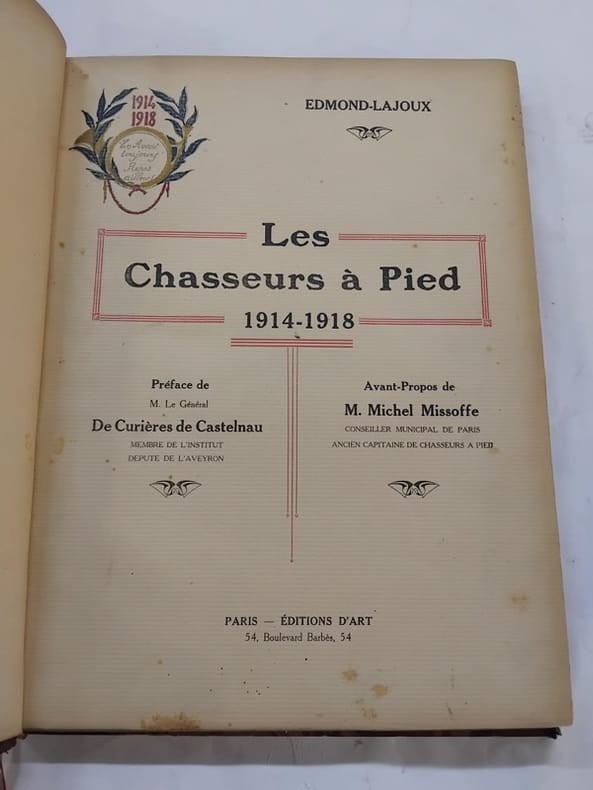 1914
1918
EDMOND-LAJOUX
Les
Chasseurs à Pied
1914-1918
Préface de
M. Le Général
De Curières de Castelnau
MEMBRE DE L'INSTITUT
DEPUTE DE L'AVEYRON
Avant-Propos de
M. Michel Missoffe
CONSEILLER MUNICIPAL DE PARIS
ANCIEN CAPITAINE DE CHASSEURS A PIED
PARIS — ÉDITIONS D'ART
54, Boulevard Barbès, 54